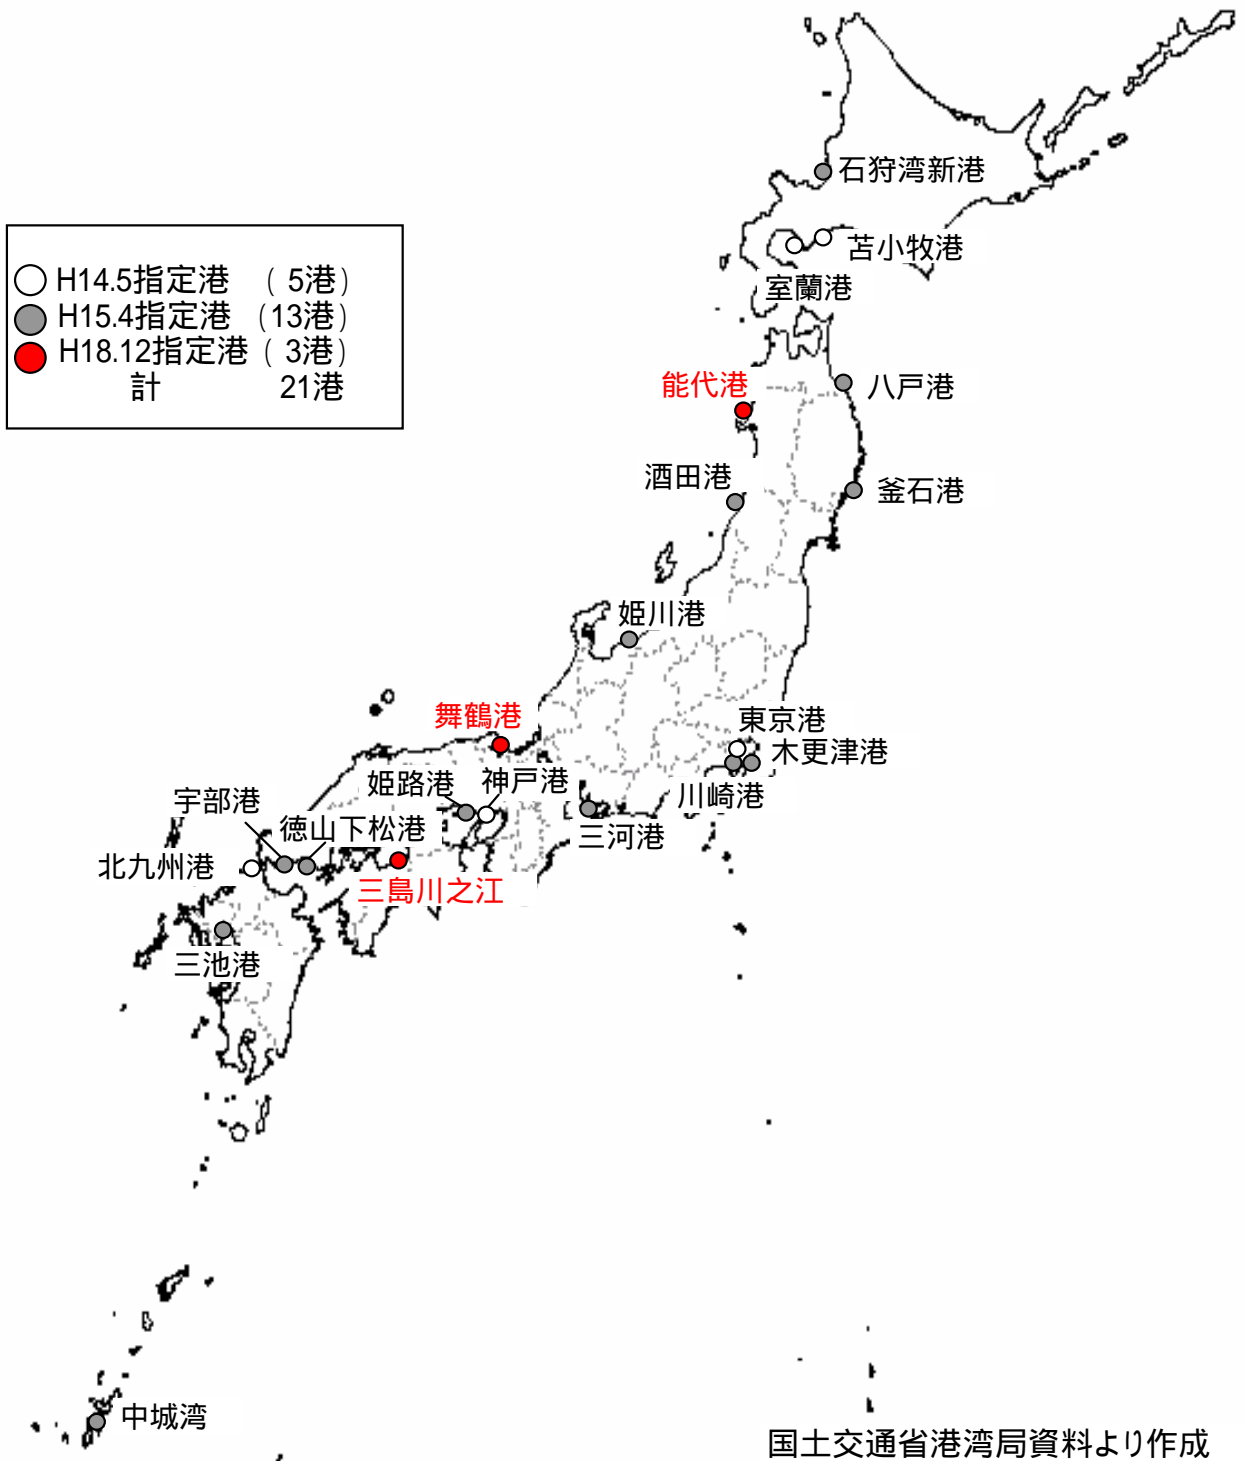 石狩湾新港
苫小牧港
室蘭港
H14.5指定港 ( 5港)
H15.4指定港 (13港)
H18.12指定港 ( 3港)
計 21港
能代港
八戸港
酒田港
釜石港
姫川港
舞鶴港
東京港
木更津港
姫路港
神戸港
川崎港
宇部港
徳山下松港
三河港
北九州港
三島川之江
三池港
中城湾
国土交通省港湾局資料より作成